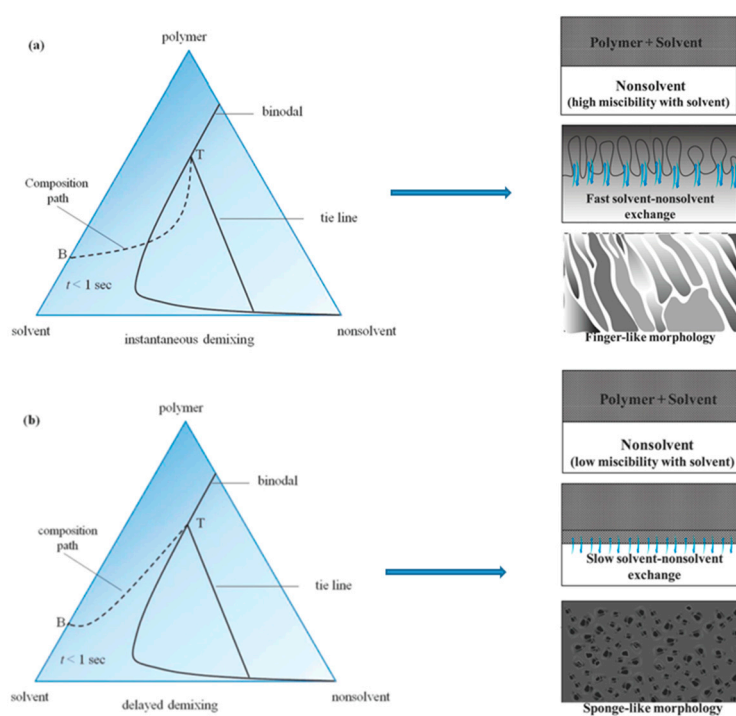 (a)
polymer
binodal
T
Composition
path
tie line
B
t < 1 sec
solvent
nonsolvent
instantaneous demixing
Polymer + Solvent
Nonsolvent
(high miscibility with solvent)
Fast solvent-nonsolvent
exchange
Finger-like morphology
(b)
polymer
binodal
T
composition
path
tie line
B
t < 1 sec
solvent
nonsolvent
delayed demixing
Polymer + Solvent
Nonsolvent
(low miscibility with solvent)
Slow solvent-nonsolvent
exchange
Sponge-like morphology